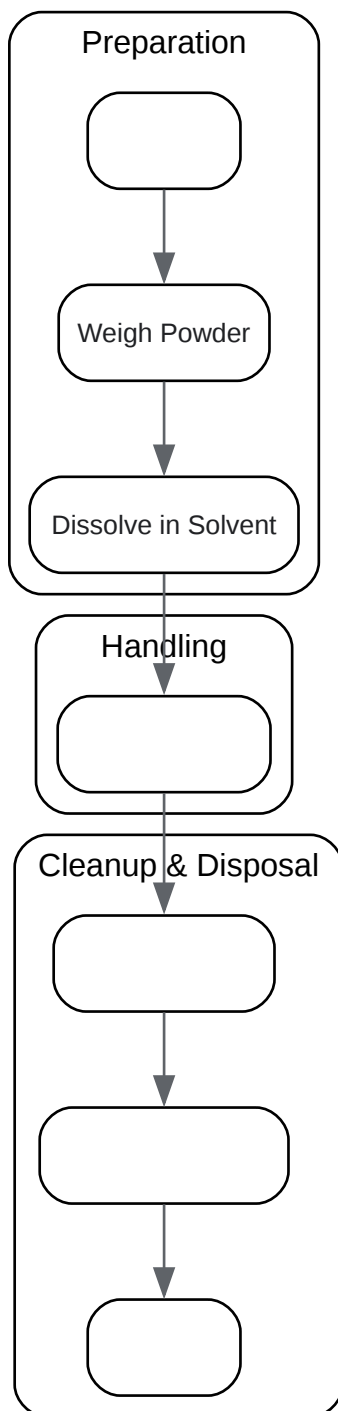 Preparation
Weigh Powder
Dissolve in Solvent
Handling
Cleanup & Disposal